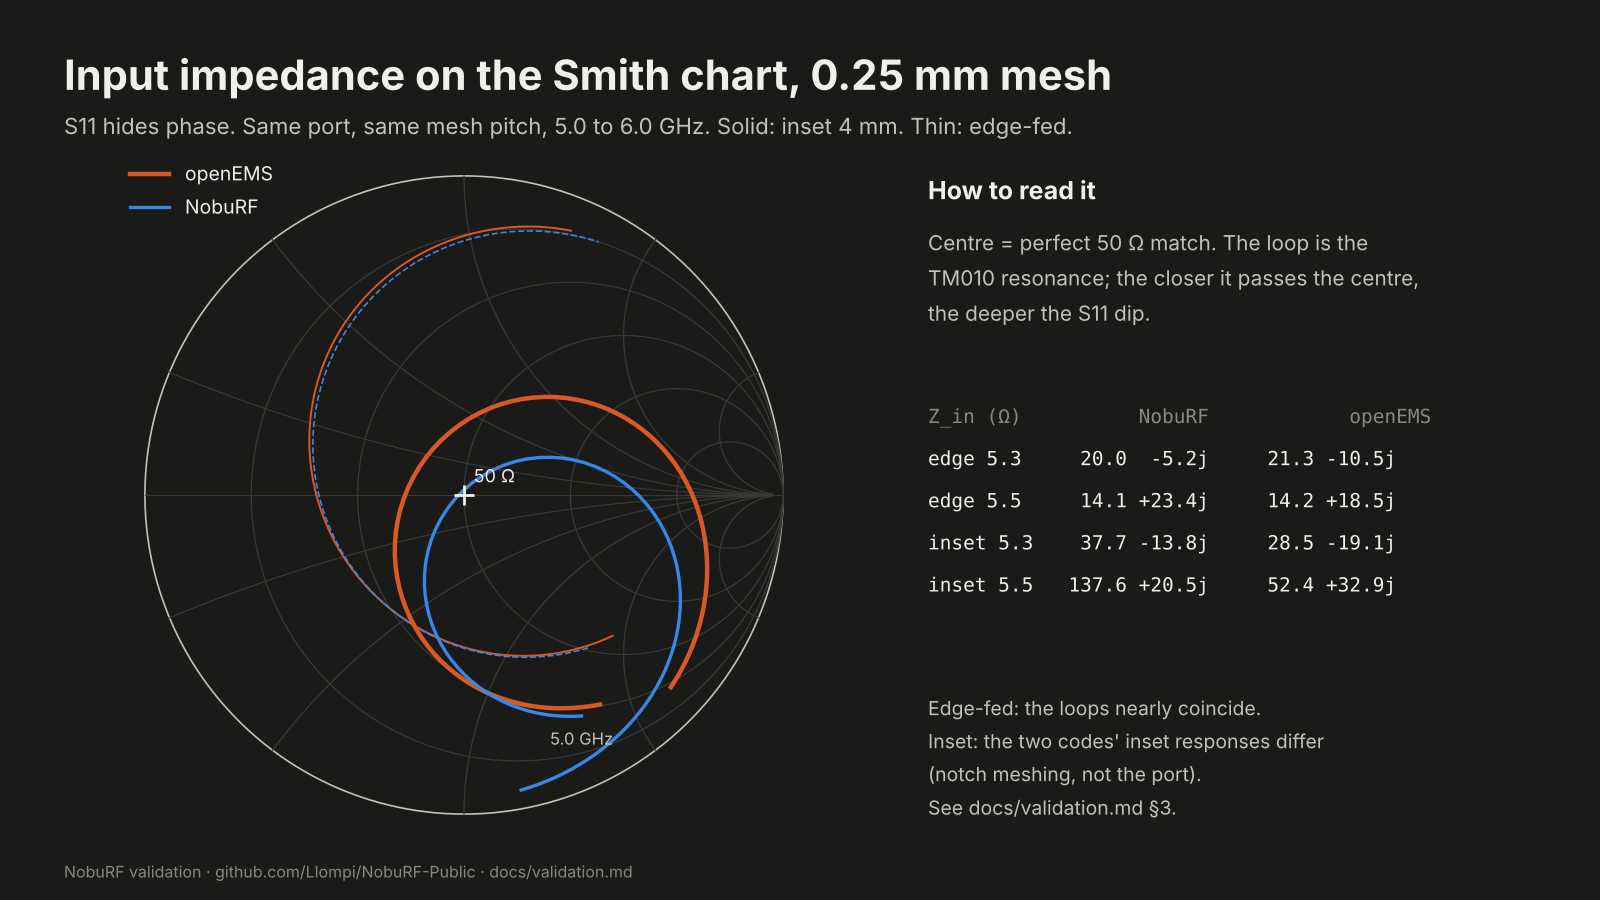 Input impedance on the Smith chart, 0.25 mm mesh
S11 hides phase. Same port, same mesh pitch, 5.0 to 6.0 GHz. Solid: inset 4 mm. Thin: edge-fed.
openEMS
NobuRF
50 Ω
5.0 GHz
How to read it
Centre = perfect 50 Ω match. The loop is the
TM010 resonance; the closer it passes the centre,
the deeper the S11 dip.
Z_in (Ω) NobuRF openEMS
edge 5.3 20.0 -5.2j 21.3 -10.5j
edge 5.5 14.1 +23.4j 14.2 +18.5j
inset 5.3 37.7 -13.8j 28.5 -19.1j
inset 5.5 137.6 +20.5j 52.4 +32.9j
Edge-fed: the loops nearly coincide.
Inset: the two codes' inset responses differ
(notch meshing, not the port).
See docs/validation.md §3.
NobuRF validation · github.com/Llompi/NobuRF-Public · docs/validation.md